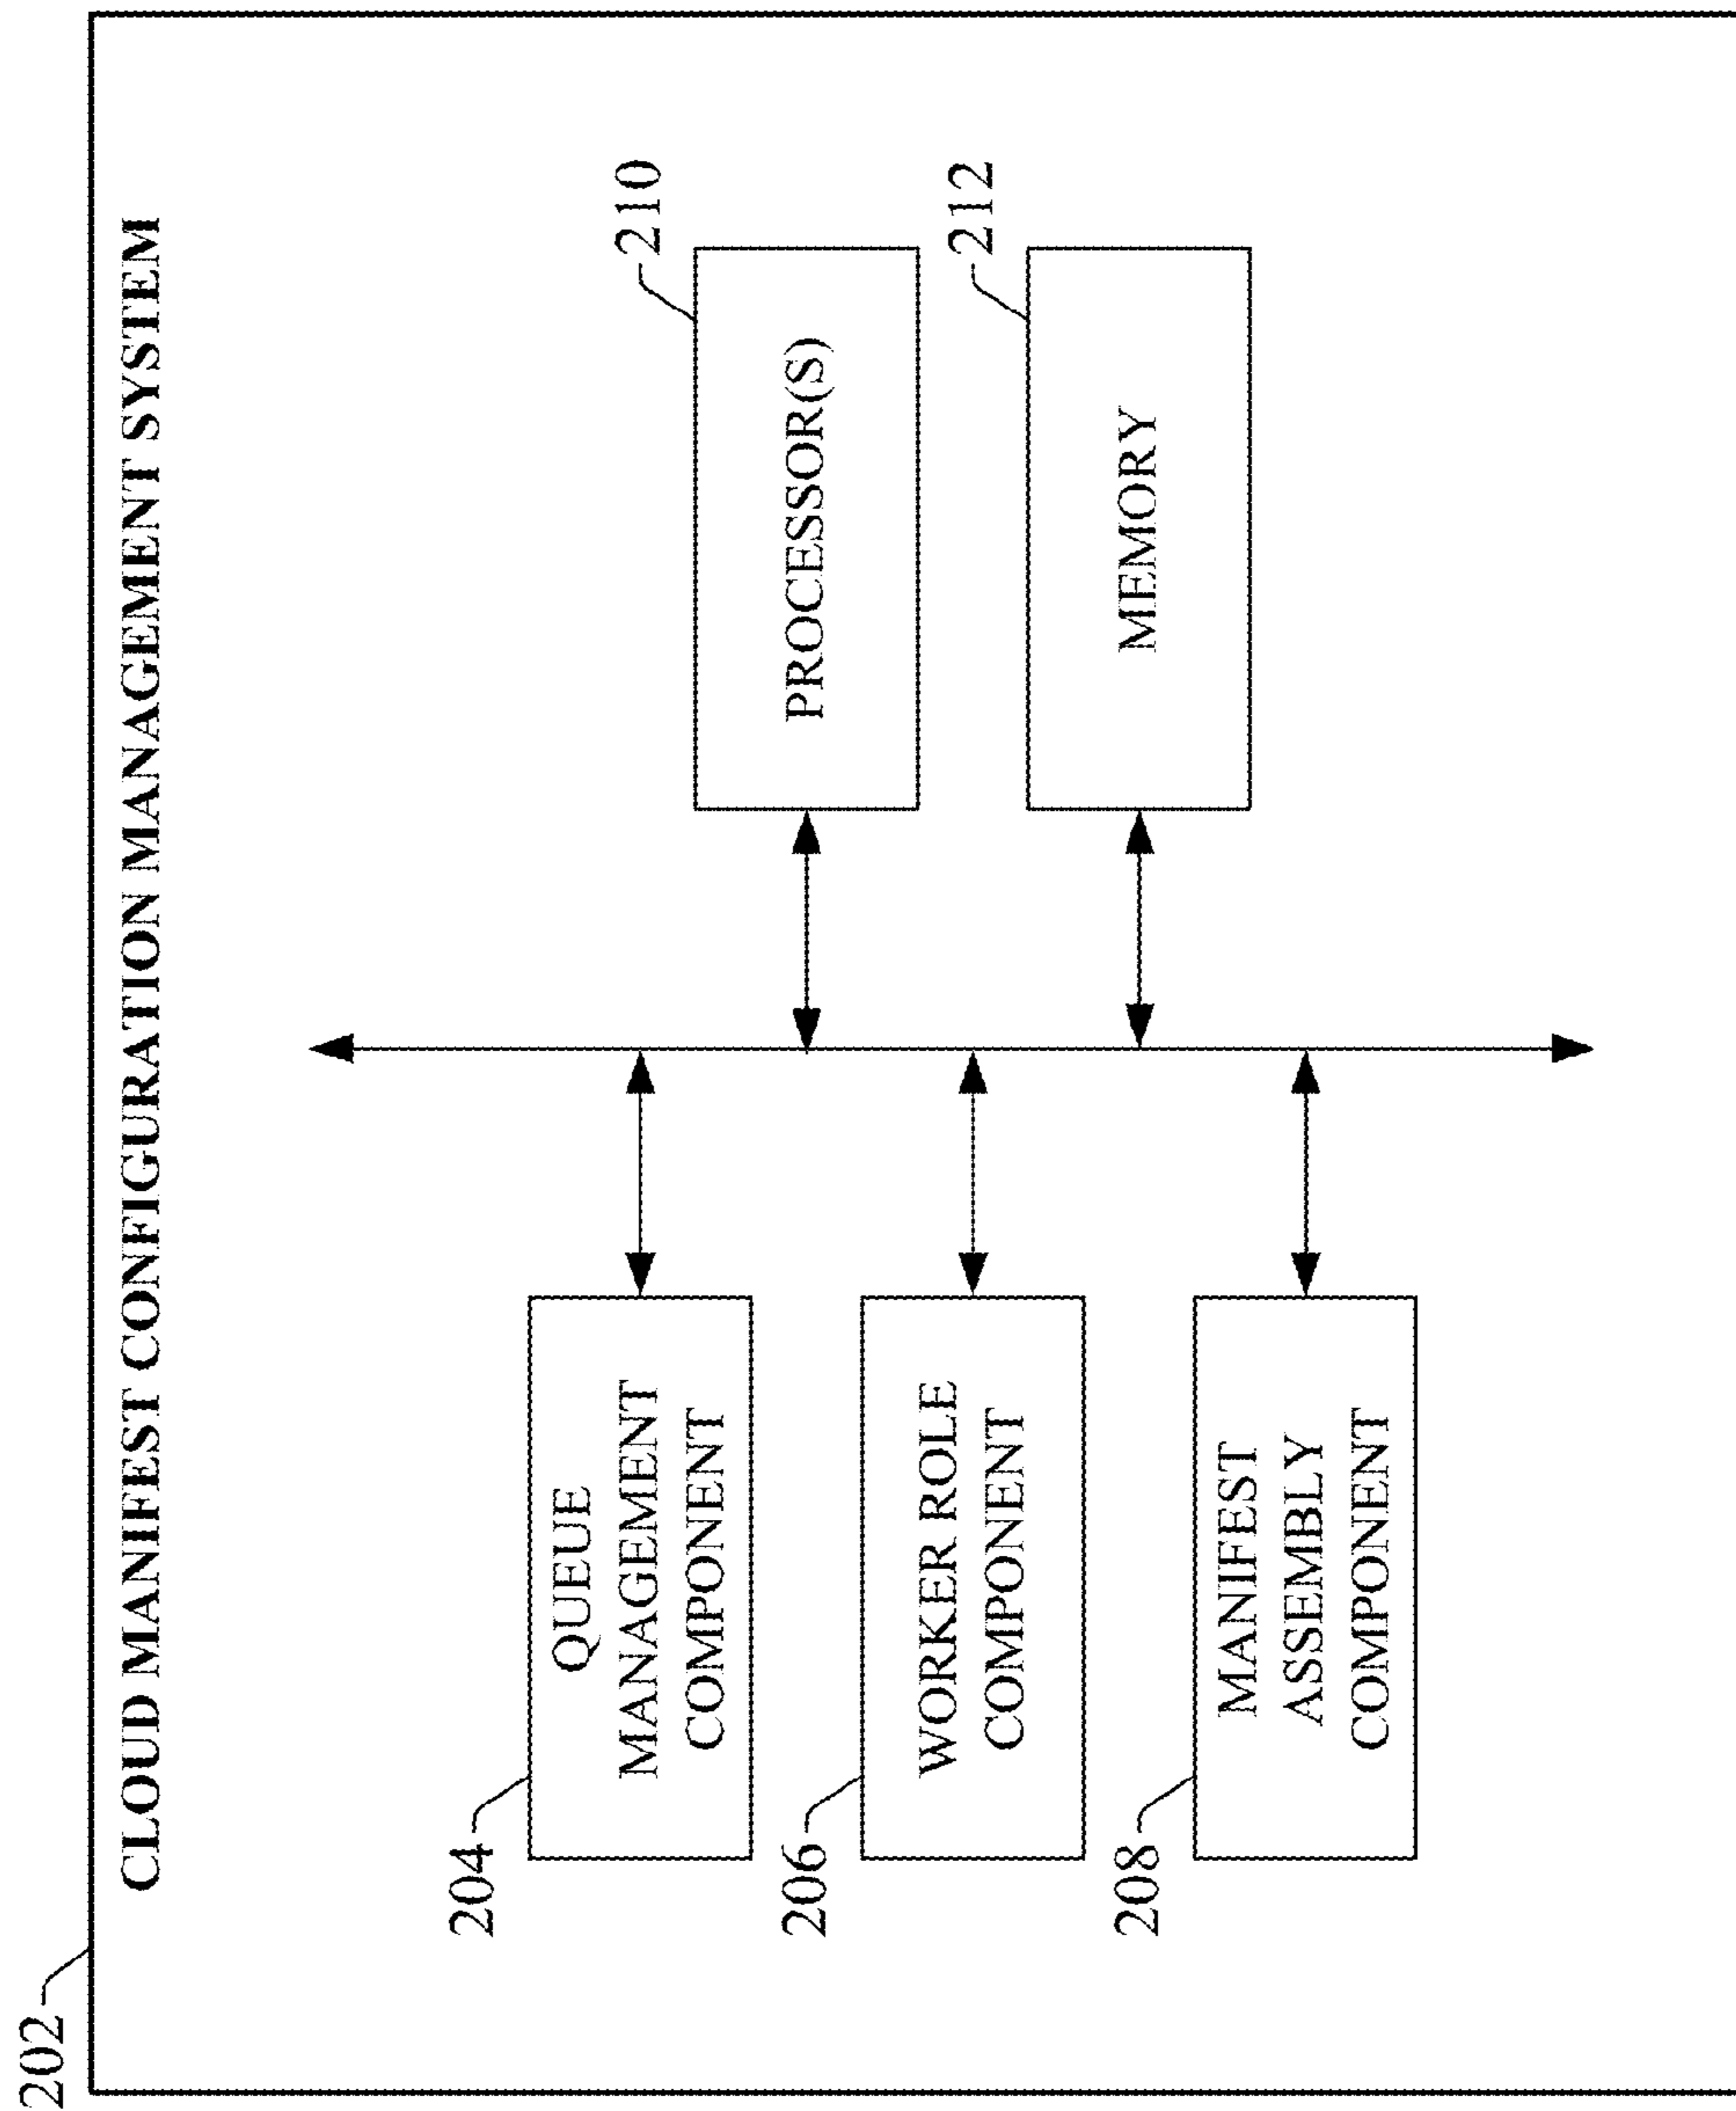 202
CLOUD MANIFEST CONFIGURATION MANAGEMENT SYSTEM
204
QUEUE
MANAGEMENT
COMPONENT
206
WORKER ROLE
COMPONENT
208
MANIFEST
ASSEMBLY
COMPONENT
210
PROCESSOR(S)
212
MEMORY